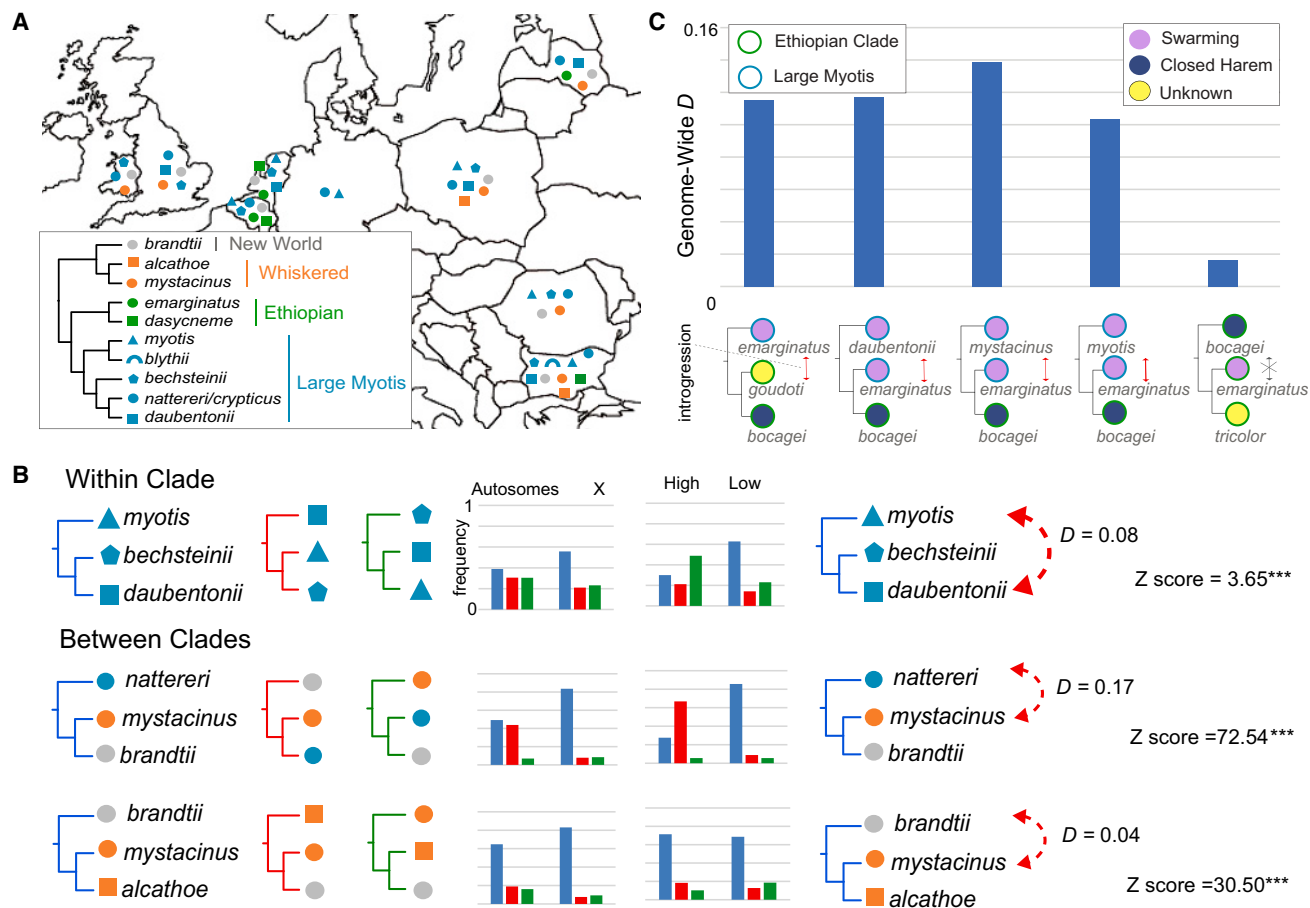 A
brandtii
New World
alcathoe
mystacinus
Whiskered
emarginatus
dasycneme
Ethiopian
myotis
blythii
bechsteinii
nattereri/crypticus
daubentonii
Large Myotis
C
0.16
Genome-Wide D
0
Ethiopian Clade
Large Myotis
Swarming
Closed Harem
Unknown
introgression
emarginatus
goudoti
bocagei
daubentonii
emarginatus
bocagei
mystacinus
emarginatus
bocagei
myotis
emarginatus
bocagei
bocagei
emarginatus
tricolor
B
Within Clade
Autosomes X
High Low
1
frequency
0
myotis
bechsteinii
daubentonii
myotis
bechsteinii
daubentonii
D = 0.08
Z score = 3.65***
Between Clades
nattereri
mystacinus
brandtii
nattereri
mystacinus
brandtii
D = 0.17
Z score =72.54***
brandtii
mystacinus
alcathoe
brandtii
mystacinus
alcathoe
D = 0.04
Z score =30.50***